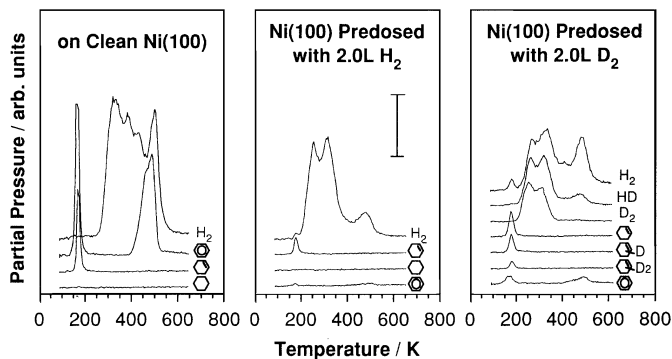 on Clean Ni(100)
H2
Ni(100) Predosed
with 2.0L H2
H2
Ni(100) Predosed
with 2.0L D2
H2
HD
D2
D
D2
Partial Pressure / arb. units
0 200 400 600 800
0 200 400 600 800
0 200 400 600 800
Temperature / K